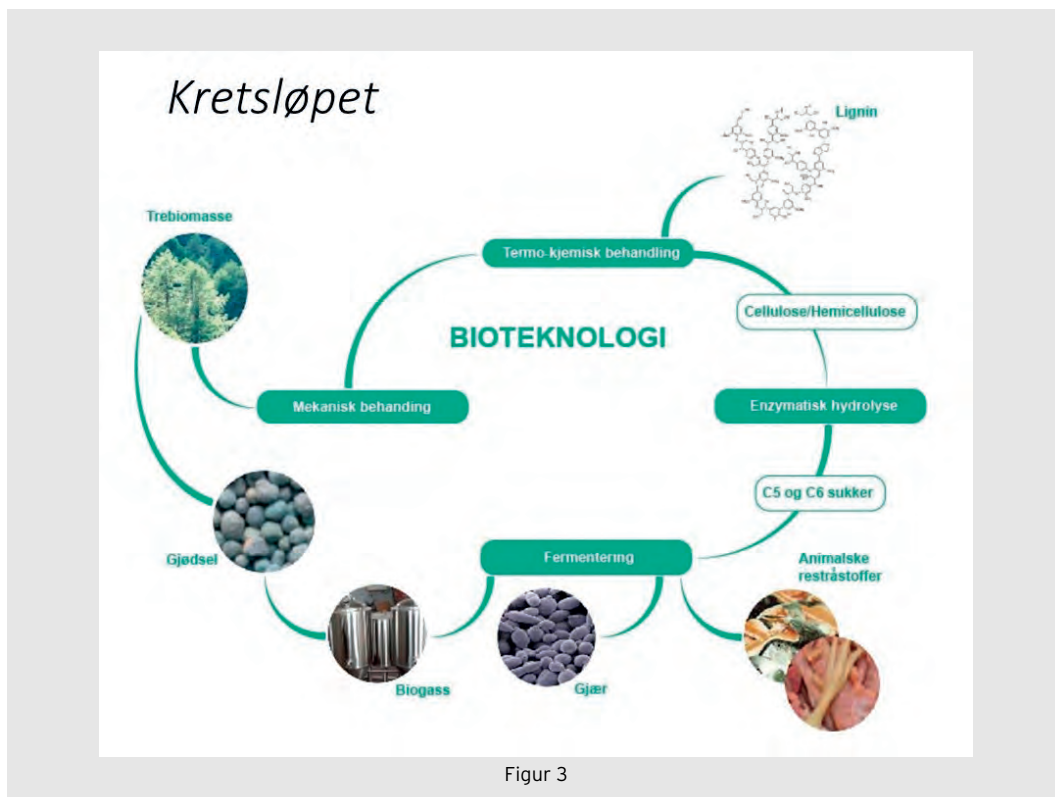 Kretsløpet
Lignin
Trebiomasse
Termo-kjemisk behandling
Cellulose/Hemicellulose
BIOTEKNOLOGI
Mekanisk behanding
Enzymatisk hydrolyse
C5 og C6 sukker
Gjødsel
Fermentering
Animalske
restråstoffer
Biogass
Gjær
Figur 3